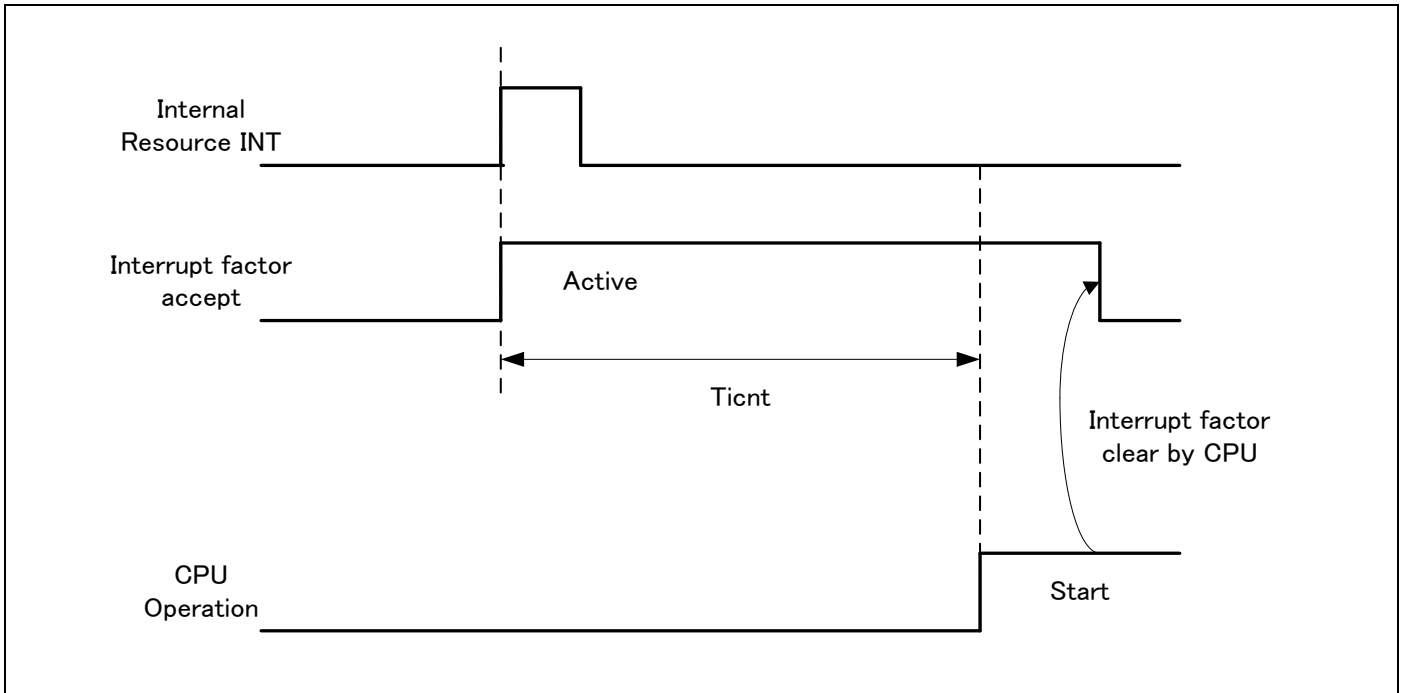 Internal
Resource INT
Interrupt factor
accept
Active
Ticnt
Interrupt factor
clear by CPU
CPU
Operation
Start